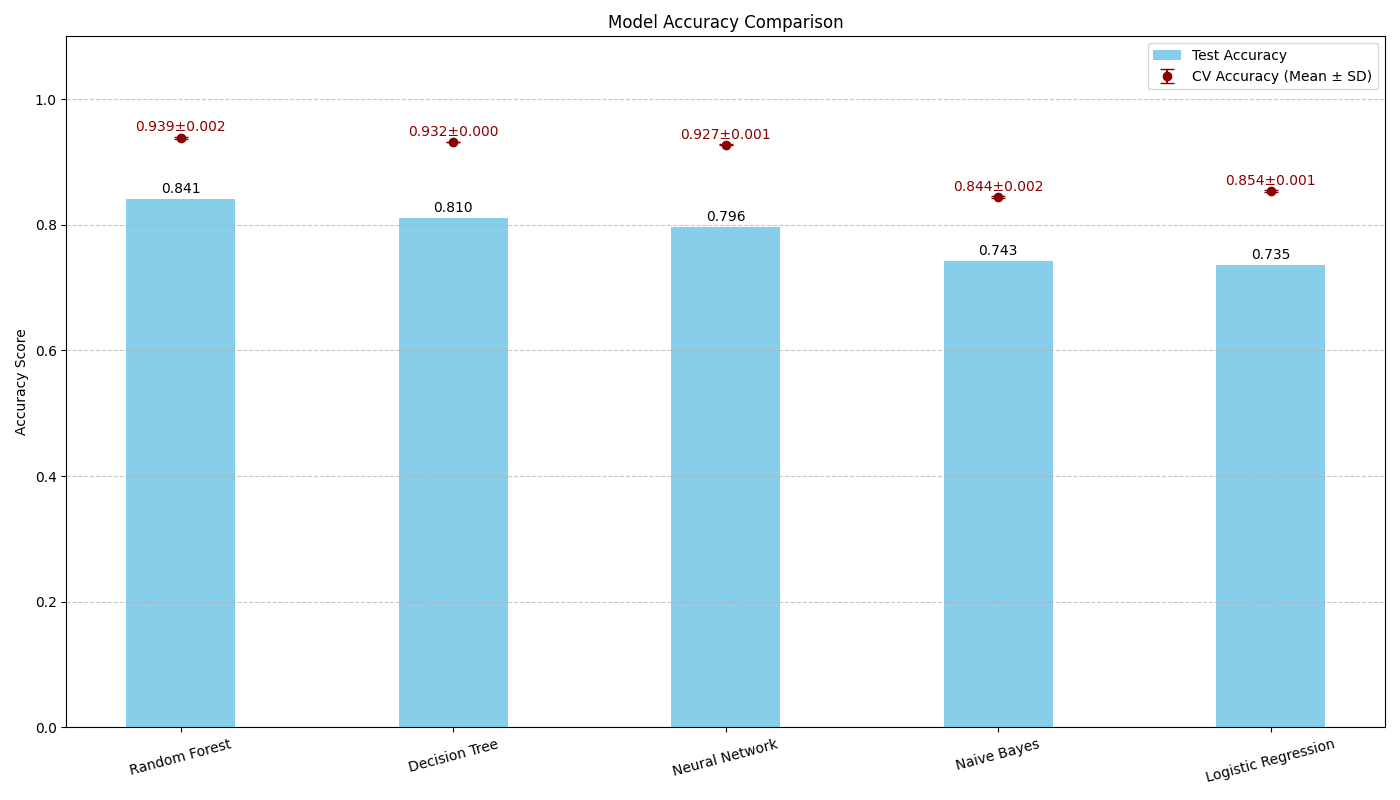 Model Accuracy Comparison
Test Accuracy
CV Accuracy (Mean ± SD)
Accuracy Score
1.0
0.8
0.6
0.4
0.2
0.0
0.939±0.002
0.932±0.000
0.927±0.001
0.844±0.002
0.854±0.001
0.841
0.810
0.796
0.743
0.735
Random Forest
Decision Tree
Neural Network
Naive Bayes
Logistic Regression